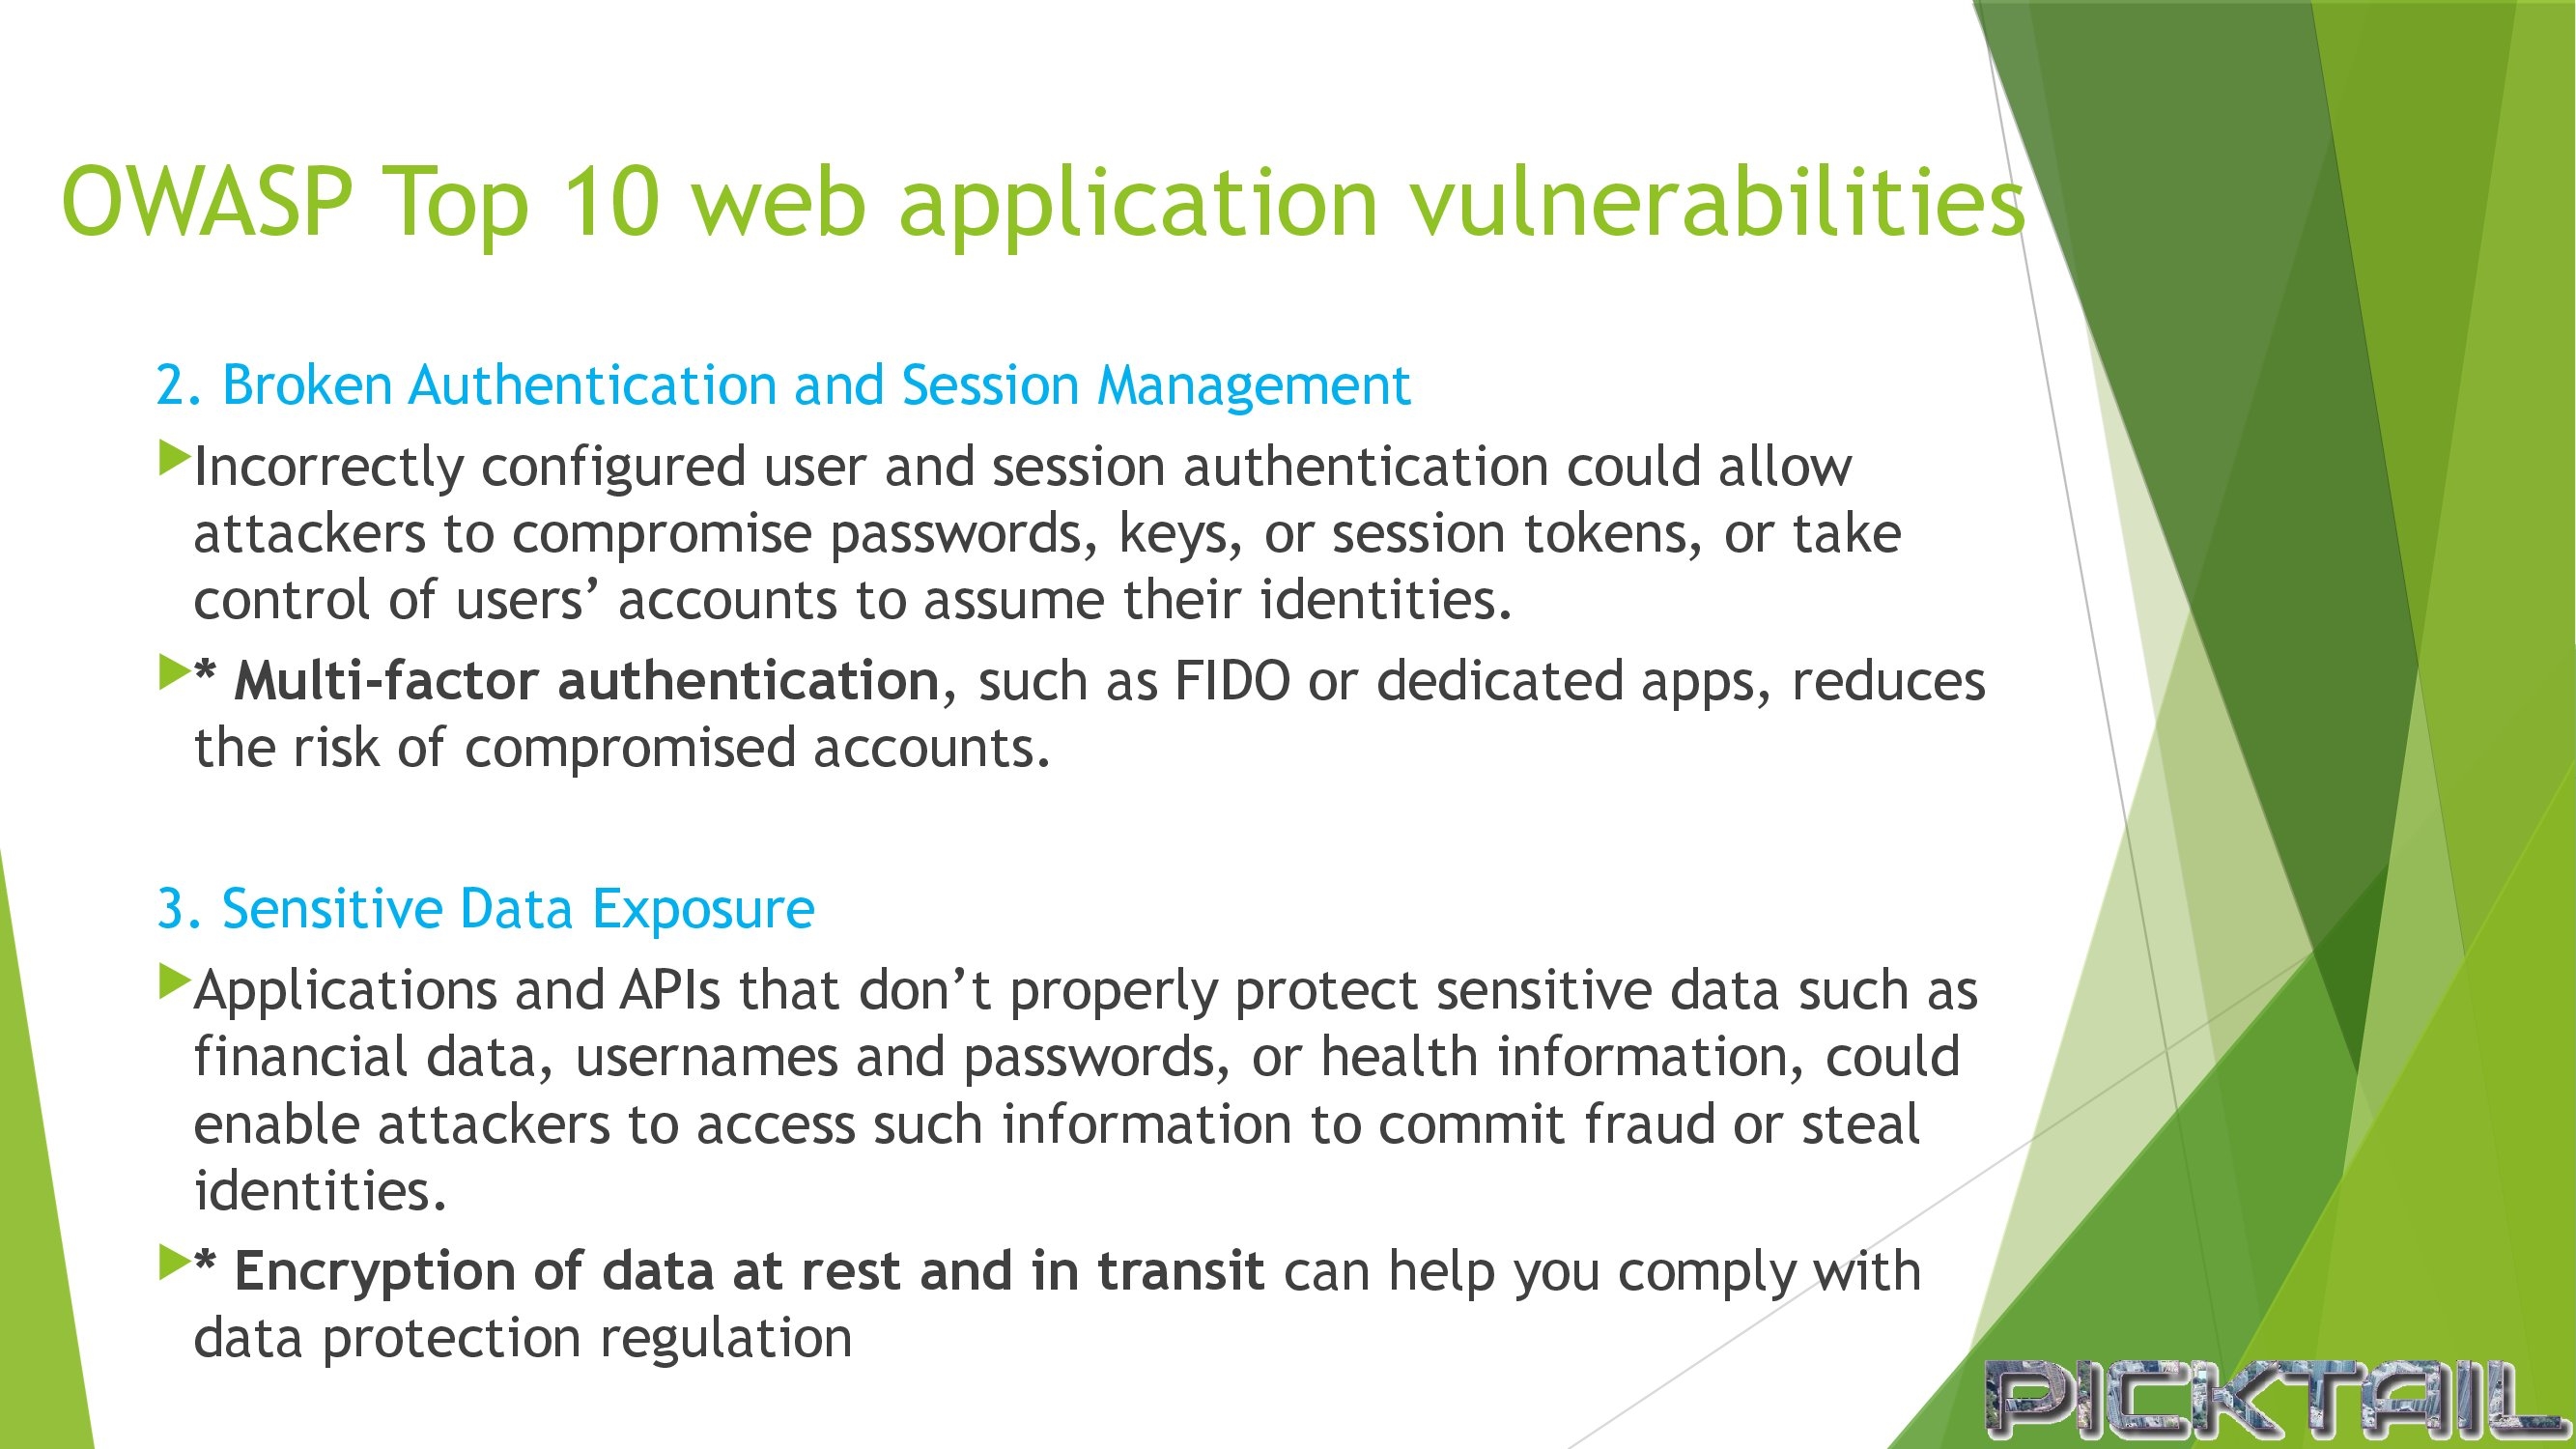 OWASP Top 10 web application vulnerabilities
2. Broken Authentication and Session Management
Incorrectly configured user and session authentication could allow
attackers to compromise passwords, keys, or session tokens, or take
control of users’ accounts to assume their identities.
* Multi-factor authentication, such as FIDO or dedicated apps, reduces
the risk of compromised accounts.
3. Sensitive Data Exposure
Applications and APIs that don’t properly protect sensitive data such as
financial data, usernames and passwords, or health information, could
enable attackers to access such information to commit fraud or steal
identities.
* Encryption of data at rest and in transit can help you comply with
data protection regulation
PICKTAIL